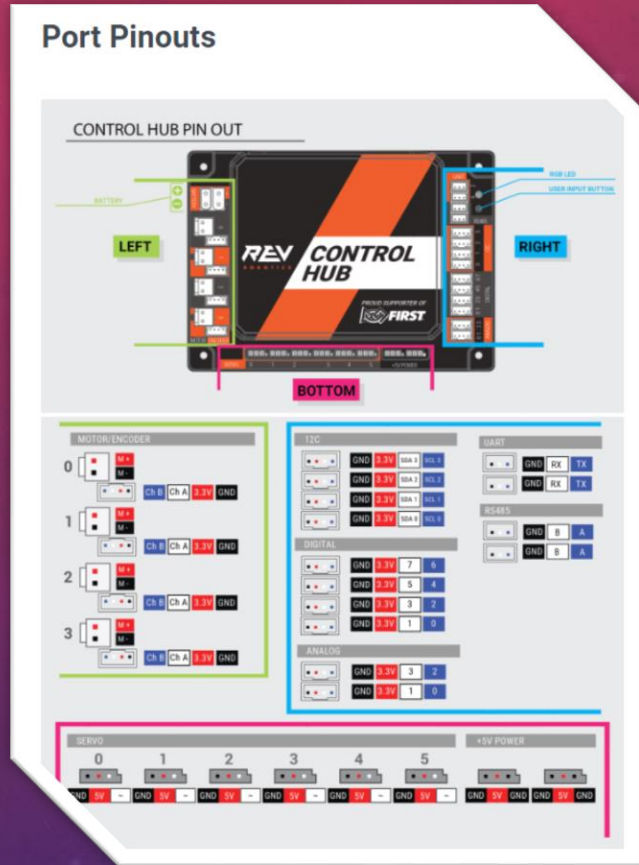 Port Pinouts
CONTROL HUB PIN OUT
RGB LED
USER INPUT BUTTON
BATTERY
LEFT
RIGHT
REV
ROBOTICS
CONTROL
HUB
PROUD SUPPORTER OF
FIRST
BOTTOM
MOTOR/ENCODER
0 M + M -
Ch B Ch A 3.3V GND
1 M + M -
Ch B Ch A 3.3V GND
2 M + M -
Ch B Ch A 3.3V GND
3 M + M -
Ch B Ch A 3.3V GND
I2C
GND 3.3V SDA 3 SCL 3
GND 3.3V SDA 2 SCL 2
GND 3.3V SDA 1 SCL 1
GND 3.3V SDA 0 SCL 0
DIGITAL
GND 3.3V 7 6
GND 3.3V 5 4
GND 3.3V 3 2
GND 3.3V 1 0
ANALOG
GND 3.3V 3 2
GND 3.3V 1 0
UART
GND RX TX
GND RX TX
RS485
GND B A
GND B A
SERVO
0 1 2 3 4 5
GND 5V ~ GND 5V ~ GND 5V ~ GND 5V ~ GND 5V ~ GND 5V ~
+5V POWER
GND 5V GND GND 5V GND